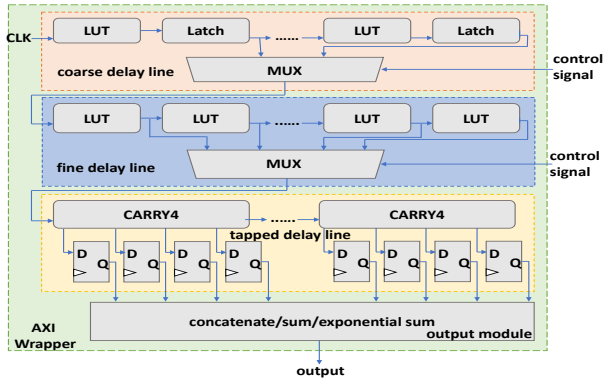 CLK
LUT
Latch
......
LUT
Latch
coarse delay line
MUX
control signal
LUT
LUT
......
LUT
LUT
fine delay line
MUX
control signal
CARRY4
......
CARRY4
tapped delay line
D Q
D Q
D Q
D Q
D Q
D Q
D Q
D Q
concatenate/sum/exponential sum
output module
AXI Wrapper
output